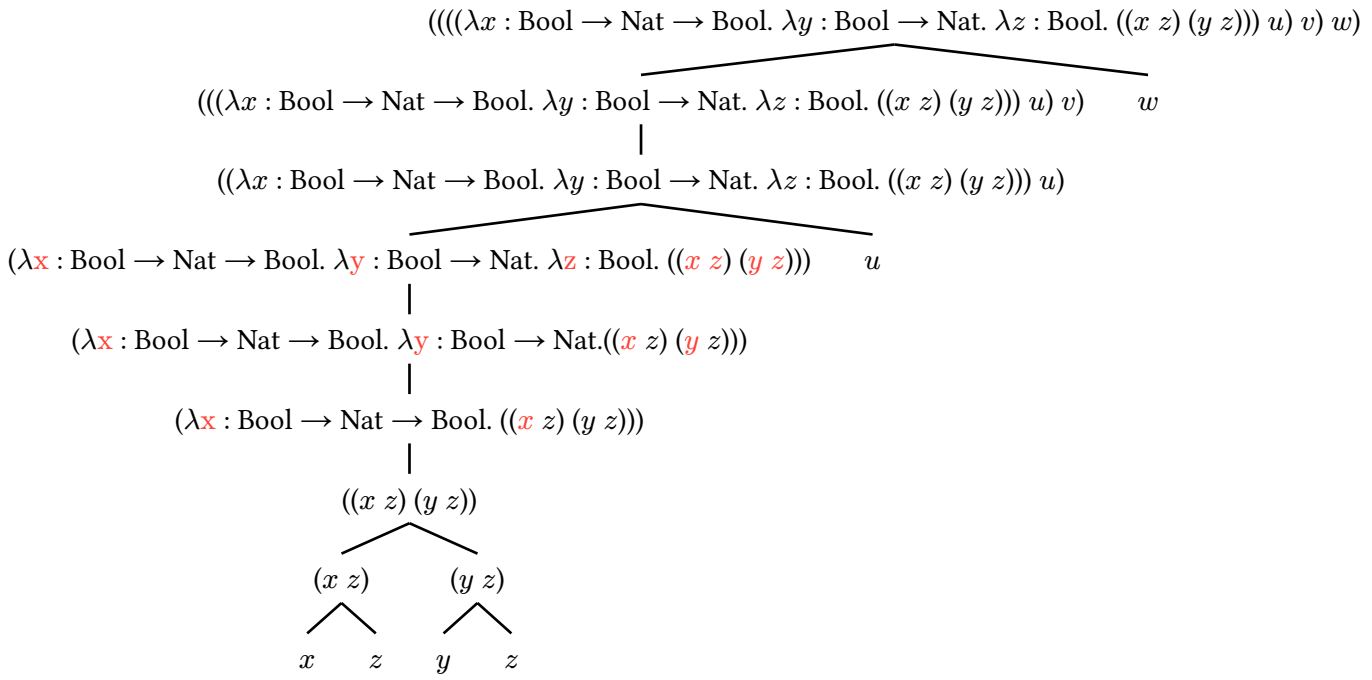 ((((λx : Bool → Nat → Bool. λy : Bool → Nat. λz : Bool. ((x z) (y z))) u) v) w)
(((λx : Bool → Nat → Bool. λy : Bool → Nat. λz : Bool. ((x z) (y z))) u) v) w
((λx : Bool → Nat → Bool. λy : Bool → Nat. λz : Bool. ((x z) (y z))) u)
(λx : Bool → Nat → Bool. λy : Bool → Nat. λz : Bool. ((x z) (y z))) u
(λx : Bool → Nat → Bool. λy : Bool → Nat.((x z) (y z)))
(λx : Bool → Nat → Bool. ((x z) (y z)))
((x z) (y z))
(x z) (y z)
x z y z